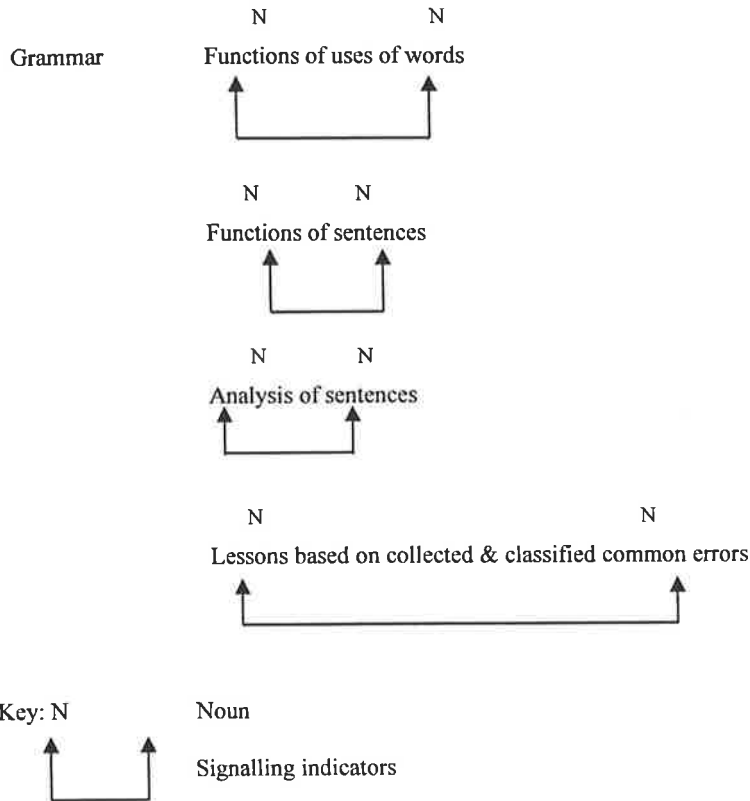 N N
Grammar Functions of uses of words
N N
Functions of sentences
N N
Analysis of sentences
N N
Lessons based on collected & classified common errors
Key: N Noun
Signalling indicators